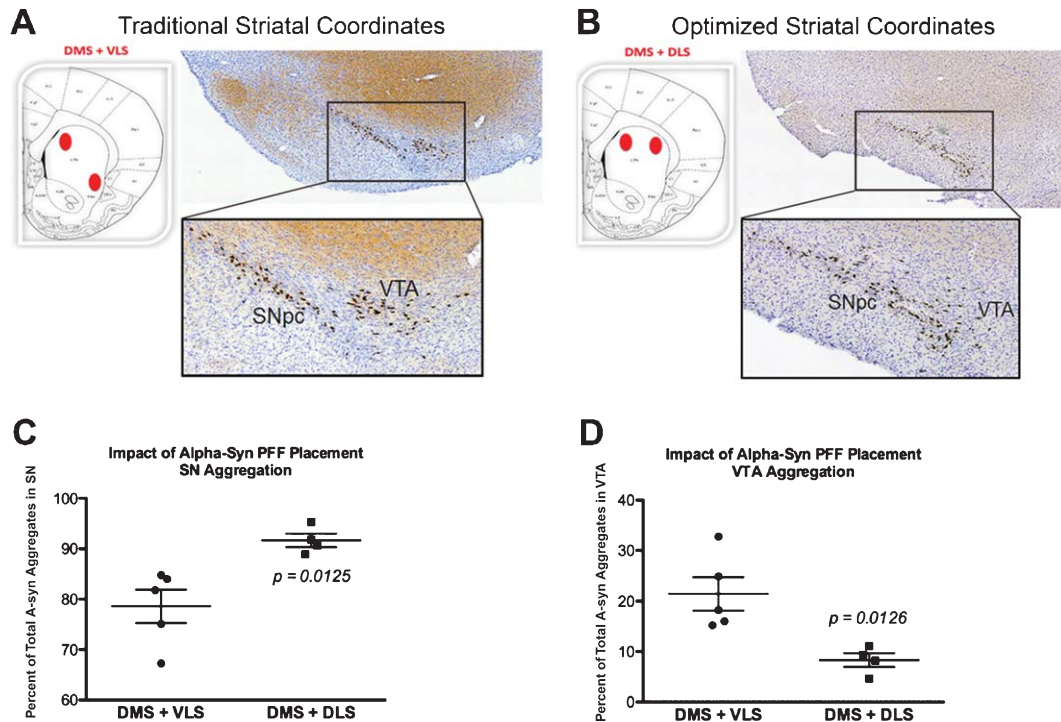 A Traditional Striatal Coordinates
DMS + VLS
SNpc
VTA
B Optimized Striatal Coordinates
DMS + DLS
SNpc
VTA
C
Impact of Alpha-Syn PFF Placement
SN Aggregation
Percent of Total A-syn Aggregates in SN
100
90
80
70
60
p = 0.0125
DMS + VLS DMS + DLS
D
Impact of Alpha-Syn PFF Placement
VTA Aggregation
Percent of Total A-syn Aggregates in VTA
40
30
20
10
0
p = 0.0126
DMS + VLS DMS + DLS